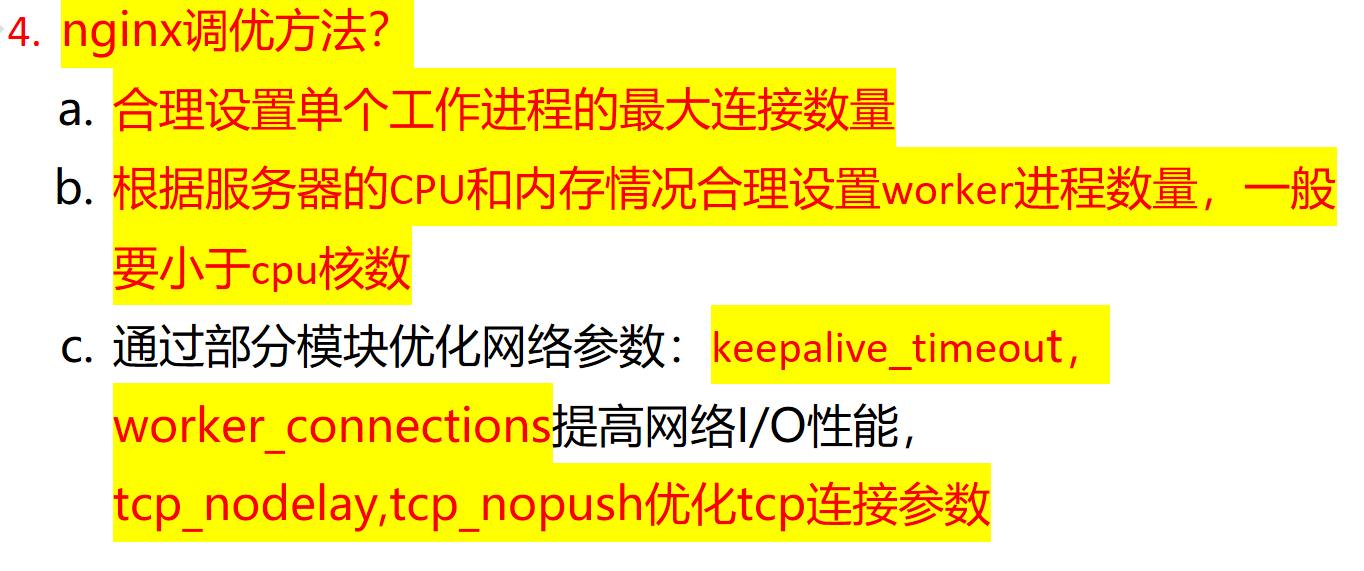 4. nginx调优方法?
a. 合理设置单个工作进程的最大连接数量
b. 根据服务器的CPU和内存情况合理设置worker进程数量，一般
要小于cpu核数
c. 通过部分模块优化网络参数：keepalive_timeout，
worker_connections提高网络I/O性能，
tcp_nodelay,tcp_nopush优化tcp连接参数